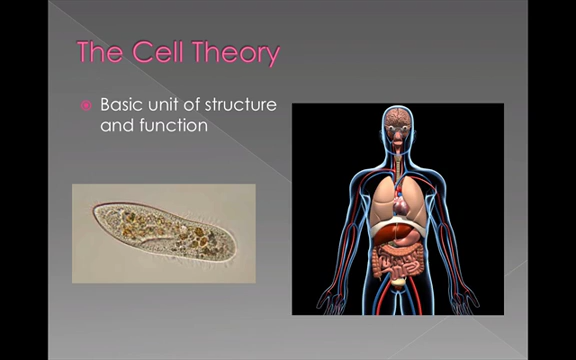 The Cell Theory
Basic unit of structure
and function